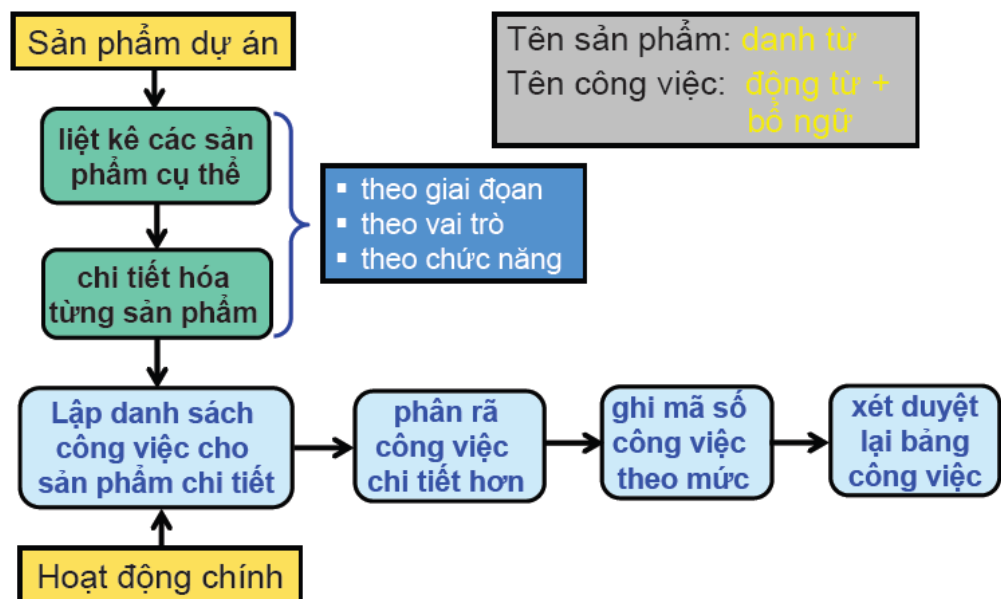 Sản phẩm dự án
Tên sản phẩm: danh từ
Tên công việc: động từ +
bổ ngữ
liệt kê các sản
phẩm cụ thể
▪ theo giai đọan
▪ theo vai trò
▪ theo chức năng
chi tiết hóa
từng sản phẩm
Lập danh sách
công việc cho
sản phẩm chi tiết
phân rã
công việc
chi tiết hơn
ghi mã số
công việc
theo mức
xét duyệt
lại bảng
công việc
Hoạt động chính